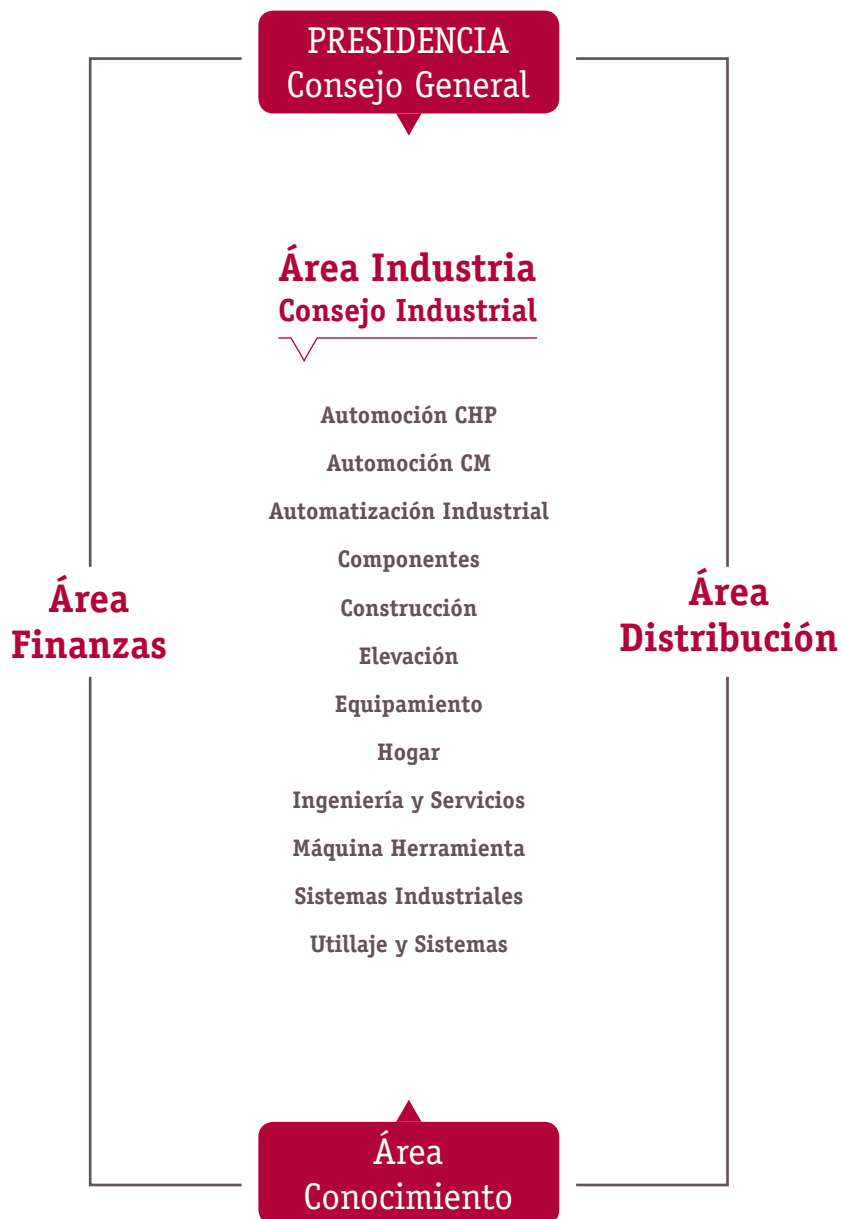 PRESIDENCIA
Consejo General
Área Industria
Consejo Industrial
Automoción CHP
Automoción CM
Automatización Industrial
Componentes
Construcción
Elevación
Equipamiento
Hogar
Ingeniería y Servicios
Máquina Herramienta
Sistemas Industriales
Utillaje y Sistemas
Área
Finanzas
Área
Distribución
Área
Conocimiento